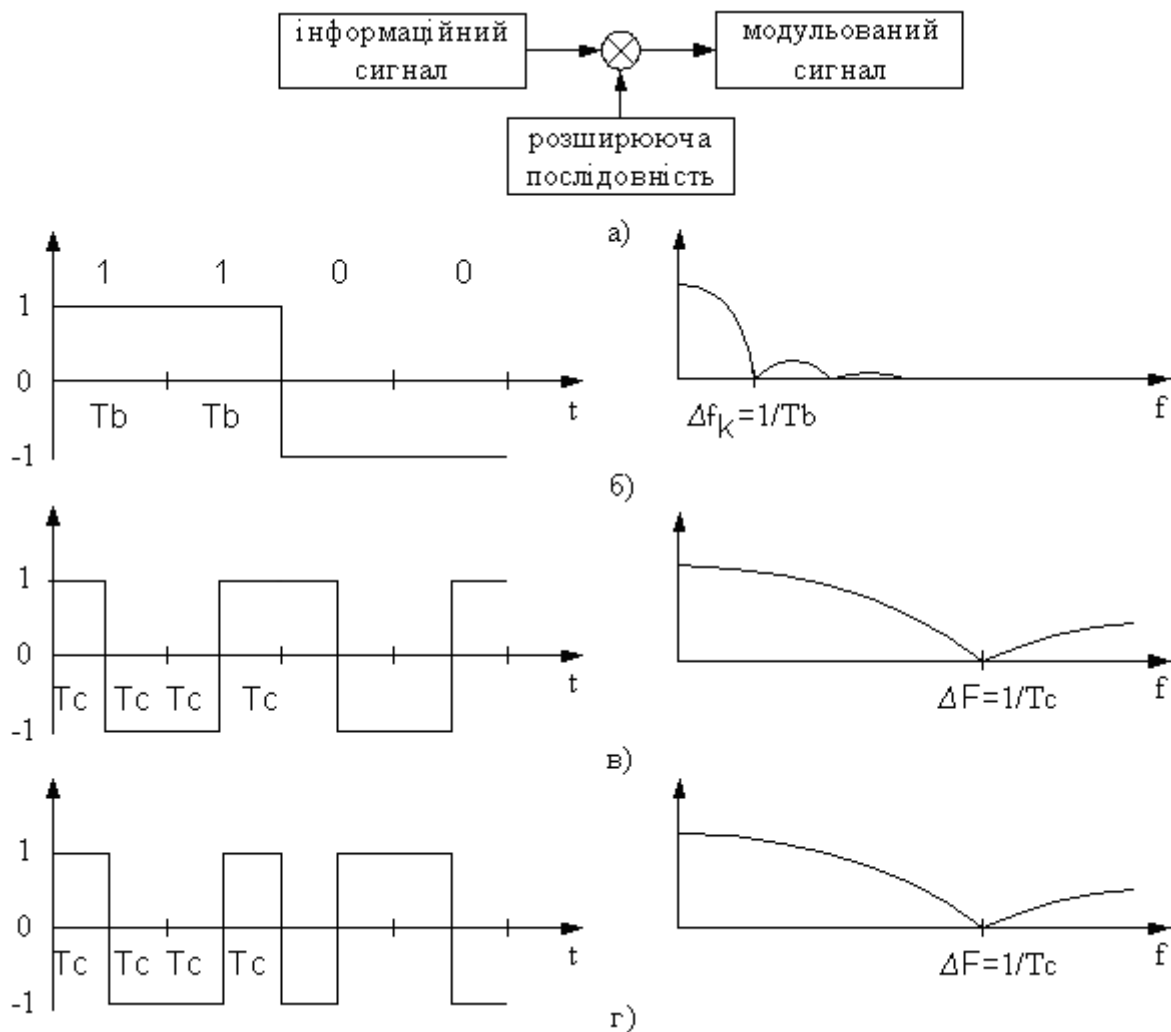 інформаційний
сигнал
модульований
сигнал
розширююча
послідовність
а)
1 1 0 0
1
0
-1
Tb Tb
t
Δf_k=1/Tb
f
б)
1
0
-1
Tc Tc Tc Tc
t
ΔF=1/Tc
f
в)
1
0
-1
Tc Tc Tc Tc
t
ΔF=1/Tc
f
г)